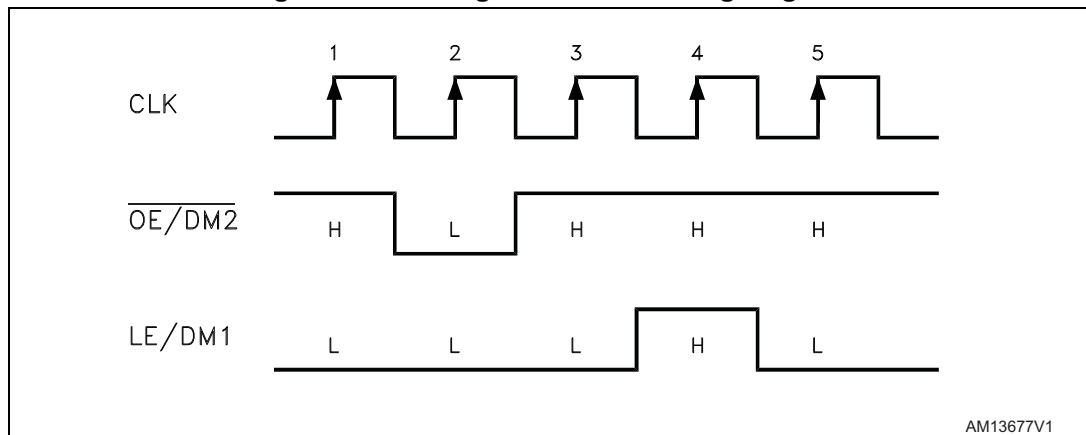 1 2 3 4 5
CLK
OE/DM2
H L H H H
LE/DM1
L L L H L
AM13677V1